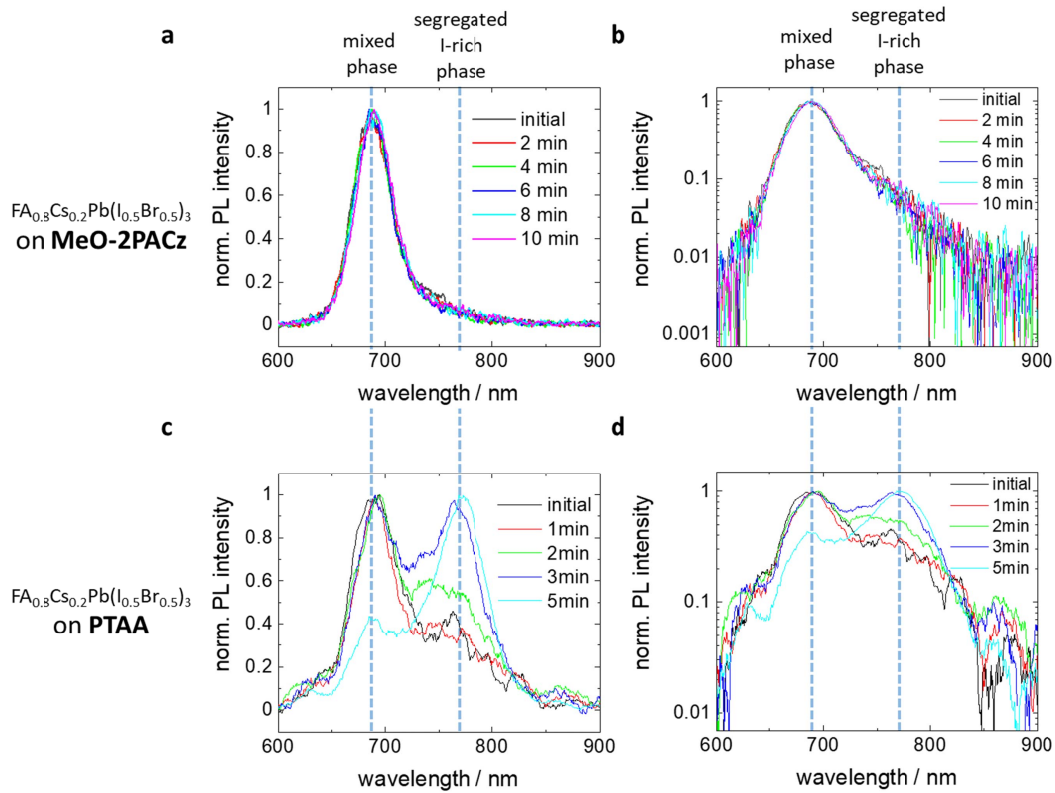 a
mixed
phase
segregated
I-rich
phase
b
mixed
phase
segregated
I-rich
phase
FA0.8Cs0.2Pb(I0.5Br0.5)3
on MeO-2PACz
norm. PL intensity
1
0.8
0.6
0.4
0.2
0
600
700
800
900
wavelength / nm
initial
2 min
4 min
6 min
8 min
10 min
norm. PL intensity
1
0.1
0.01
0.001
600
700
800
900
wavelength / nm
initial
2 min
4 min
6 min
8 min
10 min
c
d
FA0.8Cs0.2Pb(I0.5Br0.5)3
on PTAA
norm. PL intensity
1
0.8
0.6
0.4
0.2
0
600
700
800
900
wavelength / nm
initial
1min
2min
3min
5min
norm. PL intensity
1
0.1
0.01
600
700
800
900
wavelength / nm
initial
1min
2min
3min
5min